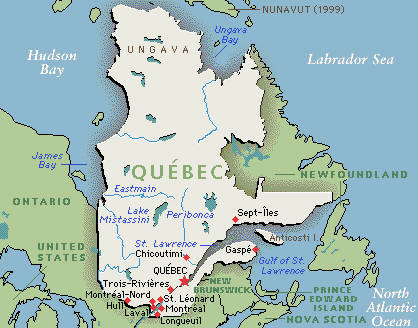 NUNAVUT (1999)
Ungava
Bay
UNGAVA
Hudson
Bay
Labrador Sea
James
Bay
QUÉBEC
NEWFOUNDLAND
Eastmain
ONTARIO
Lake
Mistassini
Peribonca
Sept-Îles
Anticosti I.
UNITED
STATES
St. Lawrence
Gaspé
Chicoutimi
Gulf of St.
Lawrence
QUÉBEC
Trois-Rivières
NEW
BRUNSWICK
Montréal-Nord
St. Léonard
PRINCE
EDWARD
ISLAND
North
Atlantic
Ocean
Hull
Montréal
Laval
Longueuil
NOVA SCOTIA